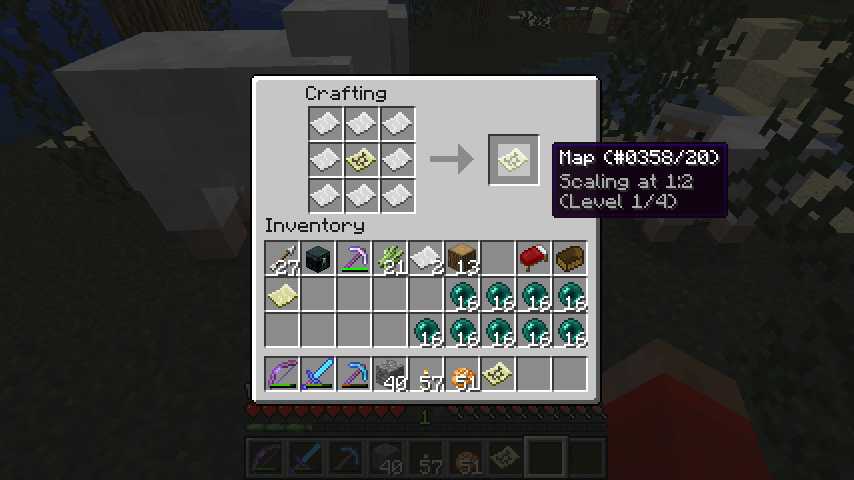 Crafting
Map (#0358/20)
Scaling at 1:2
(Level 1/4)
Inventory
27 21 2 13
16 16 16 16
16 16 16 16 16
40 57 51
1
40 57 51